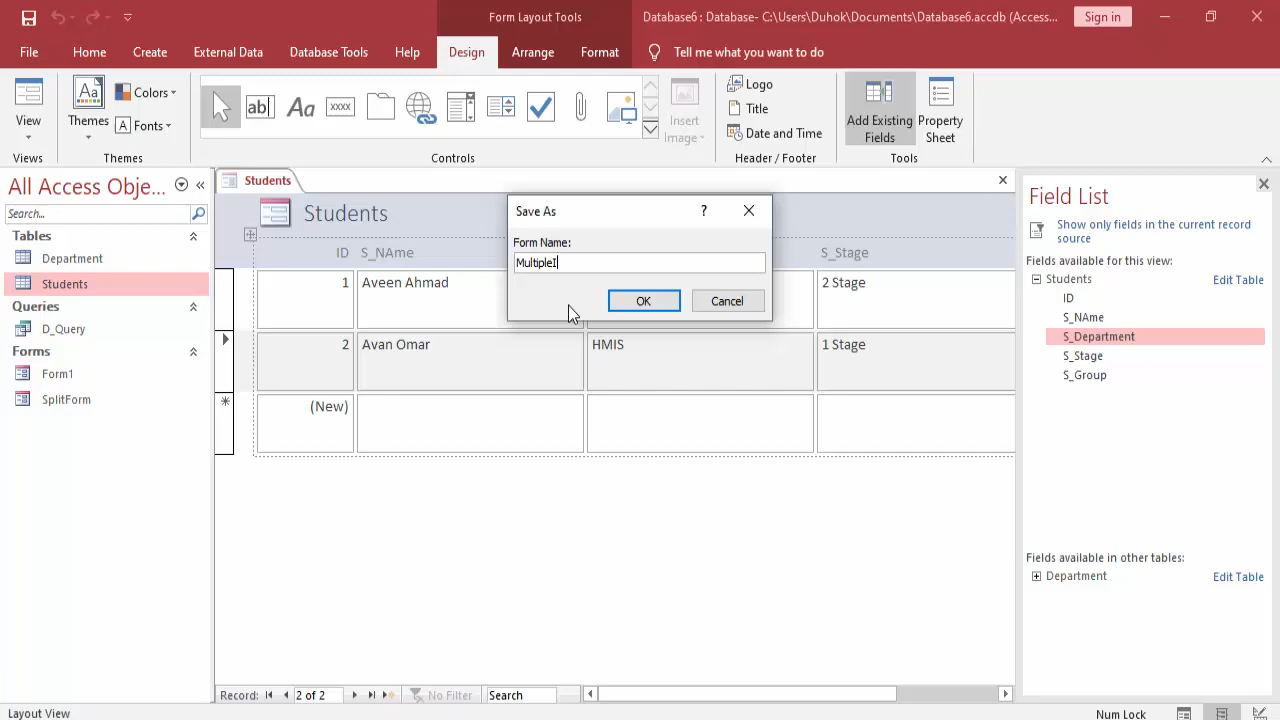 Form Layout Tools
Database6 : Database- C:\Users\Duhok\Documents\Database6.accdb (Acces...
Sign in
File Home Create External Data Database Tools Help Design Arrange Format Tell me what you want to do
View
Views
Aa
Themes
Colors
A Fonts
Themes
ab
Aa
xxxx
Controls
Insert
Image
Logo
Title
Date and Time
Header / Footer
Add Existing
Fields
Property
Sheet
Tools
All Access Obje...
Search...
Tables
Department
Students
Queries
D_Query
Forms
Form1
SplitForm
Students
Students
ID S_NAme S_Stage
1 Aveen Ahmad 2 Stage
2 Avan Omar HMIS 1 Stage
(New)
Save As
?
Form Name:
MultipleI
OK Cancel
Record: 2 of 2 No Filter Search
Field List
Show only fields in the current record
source
Fields available for this view:
Students Edit Table
ID
S_NAme
S_Department
S_Stage
S_Group
Fields available in other tables:
Department Edit Table
Layout View
Num Lock